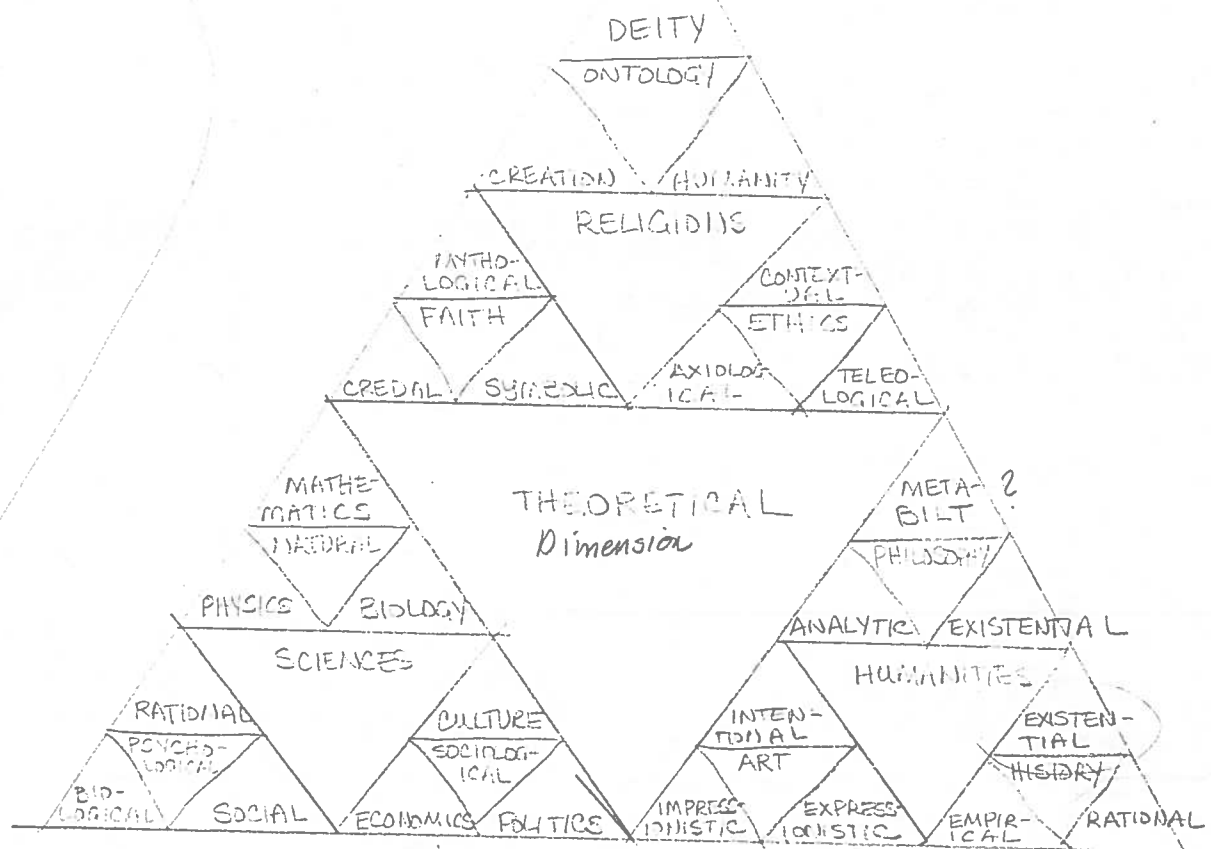 DEITY
ONTOLOGY
CREATION HUMANITY
RELIGIONS
MYTHO-
LOGICAL
CONTEXT-
UAL
FAITH
ETHICS
CREDAL SYMBOLIC
AXIOLOG-
ICAL
TELEO-
LOGICAL
MATHE-
MATICS
NATURAL
PHYSICS BIOLOGY
THEORETICAL
Dimension
META- ?
BILT
PHILOSOPHY
ANALYTIC EXISTENTIAL
SCIENCES
HUMANITIES
RATIONAL
PSYCHO-
LOGICAL
BIO-
LOGICAL
SOCIAL
CULTURE
SOCIOLOG-
ICAL
ECONOMICS POLITICS
INTEN-
TIONAL
ART
IMPRESS-
IONISTIC
EXPRESS-
IONISTIC
EXISTEN-
TIAL
HISTORY
EMPIR-
ICAL
RATIONAL